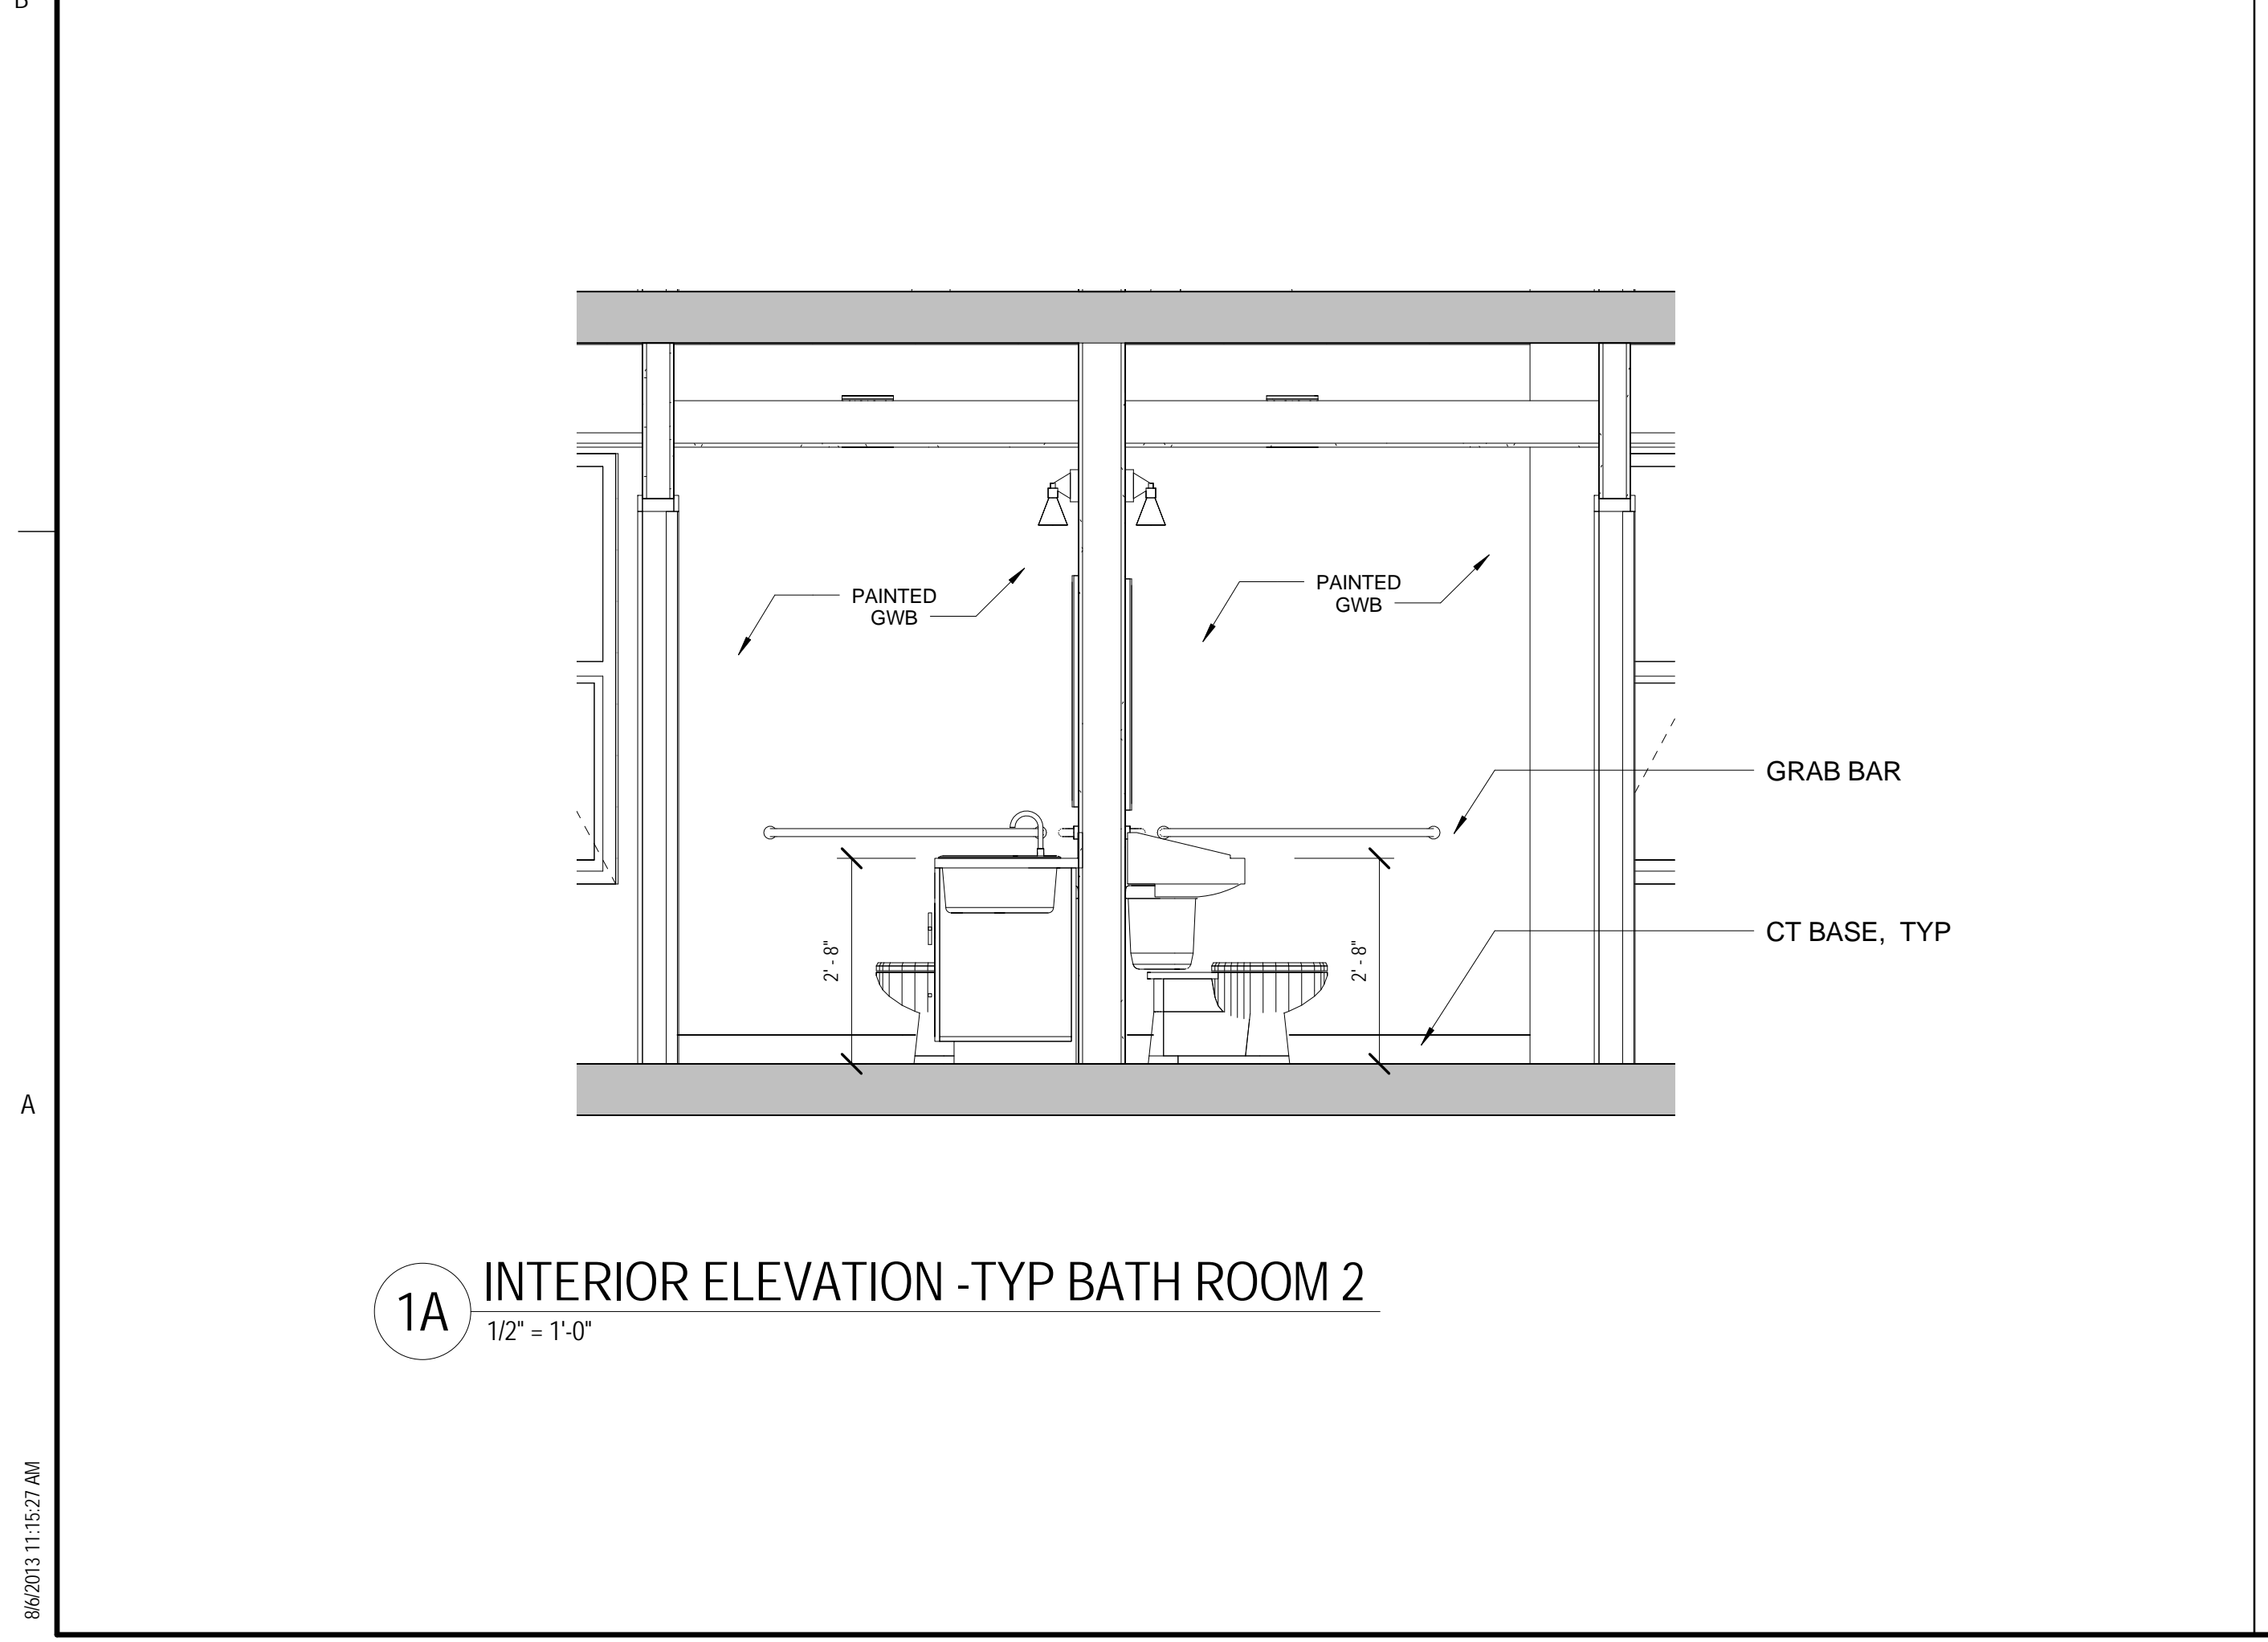 B
PAINTED
GWB
PAINTED
GWB
GRAB BAR
2' - 8"
2' - 8"
CT BASE, TYP
A
1A
INTERIOR ELEVATION -TYP BATH ROOM 2
1/2" = 1'-0"
8/6/2013 11:15:27 AM